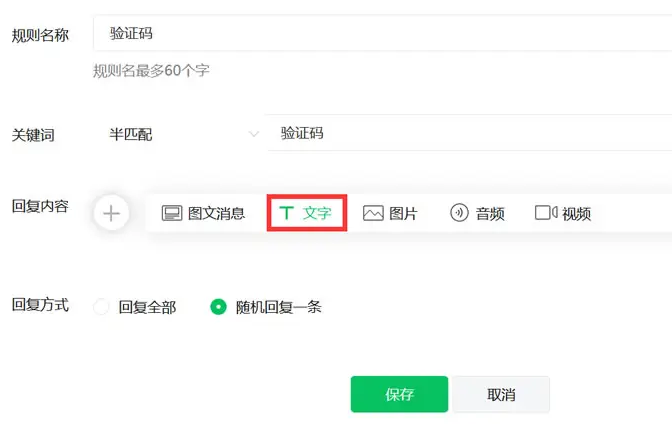 规则名称 验证码
规则名最多60个字
关键词 半匹配 验证码
回复内容 图文消息 文字 图片 音频 视频
回复方式 回复全部 随机回复一条
保存 取消